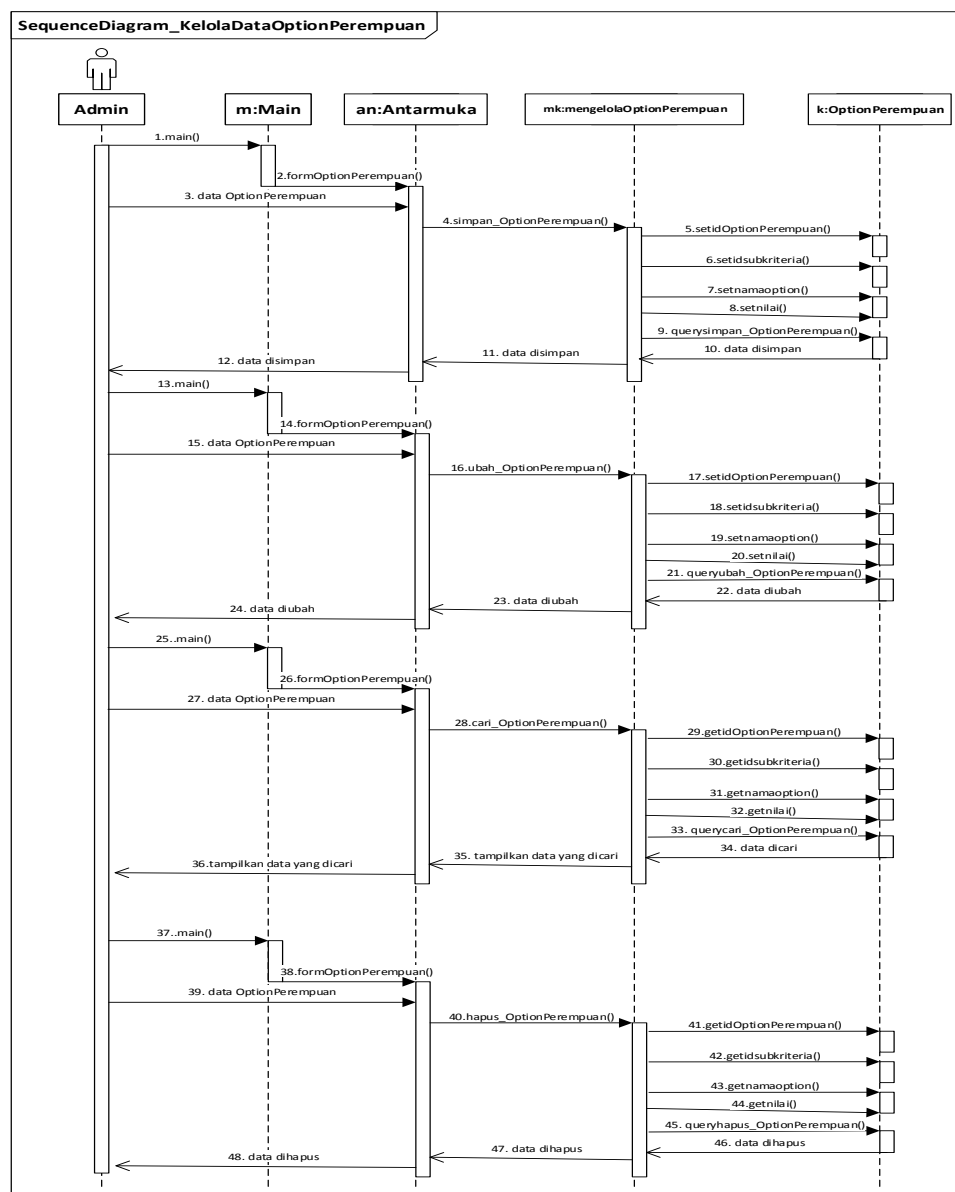 SequenceDiagram_KelolaDataOptionPerempuan
Admin
m:Main
an:Antarmuka
mk:mengelolaOptionPerempuan
k:OptionPerempuan
1.main()
2.formOptionPerempuan()
3. data OptionPerempuan
4.simpan_OptionPerempuan()
5.setidOptionPerempuan()
6.setidsubkriteria()
7.setnamaoption()
8.setnilai()
9. querysimpan_OptionPerempuan()
10. data disimpan
11. data disimpan
12. data disimpan
13.main()
14.formOptionPerempuan()
15. data OptionPerempuan
16.ubah_OptionPerempuan()
17.setidOptionPerempuan()
18.setidsubkriteria()
19.setnamaoption()
20.setnilai()
21. queryubah_OptionPerempuan()
22. data diubah
23. data diubah
24. data diubah
25..main()
26.formOptionPerempuan()
27. data OptionPerempuan
28.cari_OptionPerempuan()
29.getidOptionPerempuan()
30.getidsubkriteria()
31.getnamaoption()
32.getnilai()
33. querycari_OptionPerempuan()
34. data dicari
35. tampilkan data yang dicari
36.tampilkan data yang dicari
37..main()
38.formOptionPerempuan()
39. data OptionPerempuan
40.hapus_OptionPerempuan()
41.getidOptionPerempuan()
42.getidsubkriteria()
43.getnamaoption()
44.getnilai()
45. queryhapus_OptionPerempuan()
46. data dihapus
47. data dihapus
48. data dihapus